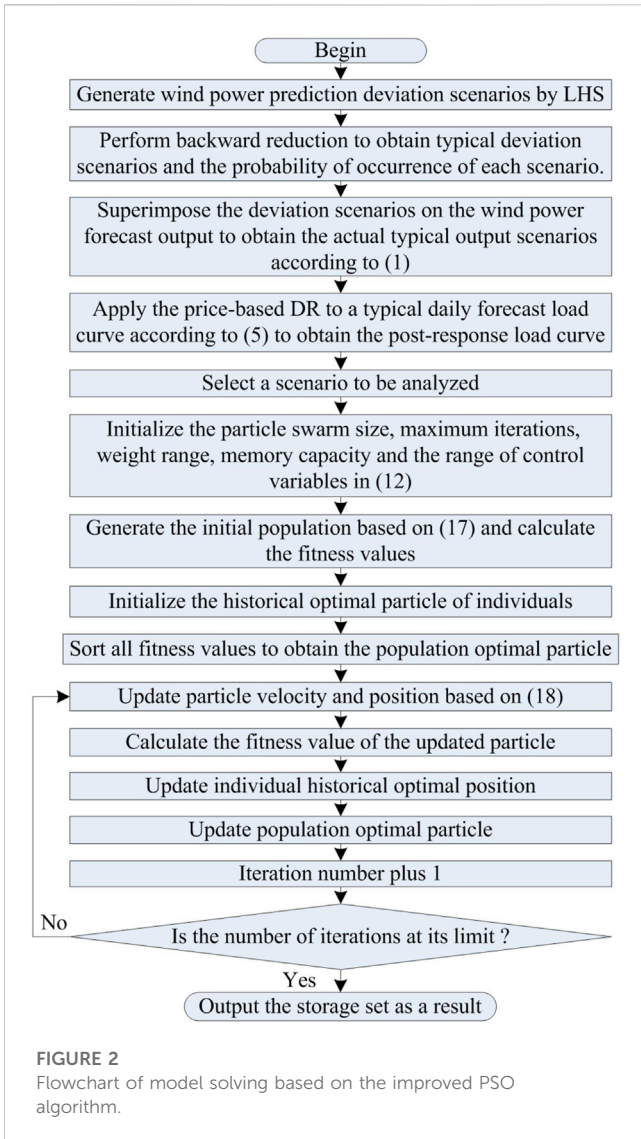 Begin
Generate wind power prediction deviation scenarios by LHS
Perform backward reduction to obtain typical deviation
scenarios and the probability of occurrence of each scenario.
Superimpose the deviation scenarios on the wind power
forecast output to obtain the actual typical output scenarios
according to (1)
Apply the price-based DR to a typical daily forecast load
curve according to (5) to obtain the post-response load curve
Select a scenario to be analyzed
Initialize the particle swarm size, maximum iterations,
weight range, memory capacity and the range of control
variables in (12)
Generate the initial population based on (17) and calculate
the fitness values
Initialize the historical optimal particle of individuals
Sort all fitness values to obtain the population optimal particle
Update particle velocity and position based on (18)
Calculate the fitness value of the updated particle
Update individual historical optimal position
Update population optimal particle
Iteration number plus 1
No
Is the number of iterations at its limit ?
Yes
Output the storage set as a result
FIGURE 2
Flowchart of model solving based on the improved PSO
algorithm.